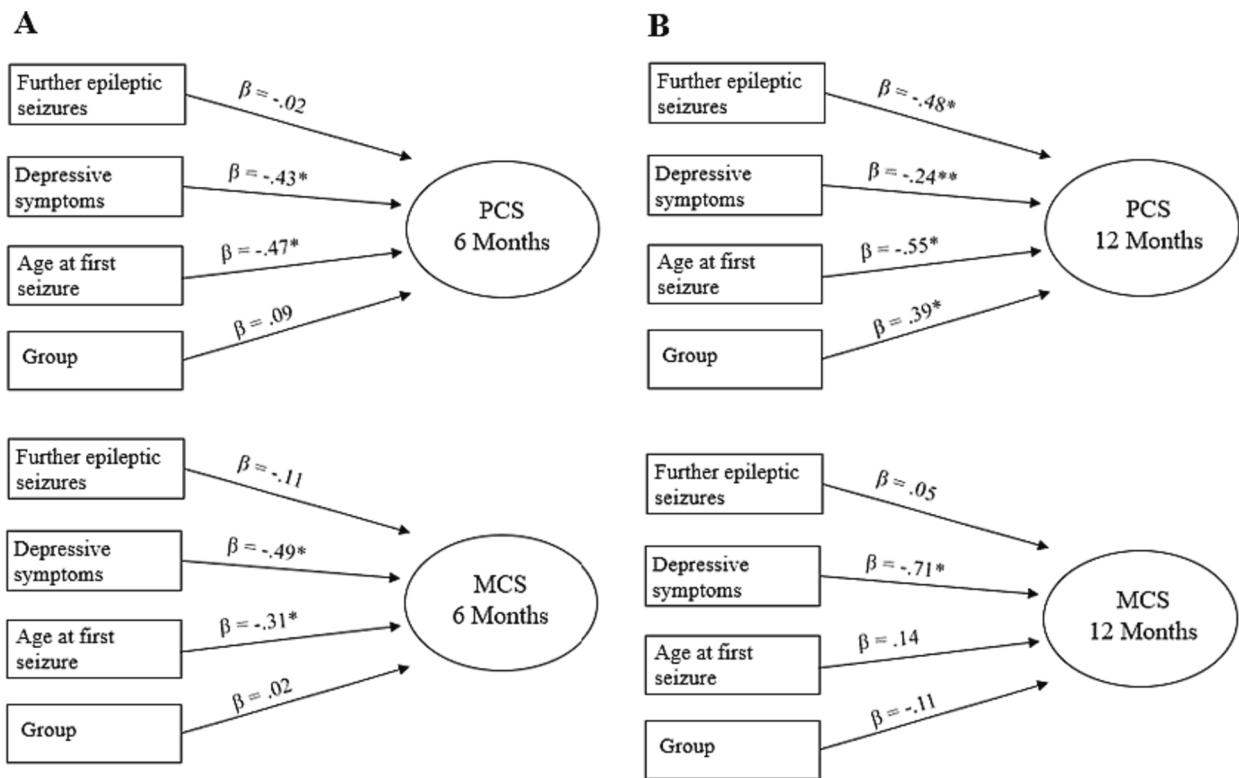 A
Further epileptic
seizures
β = -.02
Depressive
symptoms
β = -.43*
PCS
6 Months
Age at first
seizure
β = -.47*
Group
β = .09
Further epileptic
seizures
β = -.11
Depressive
symptoms
β = -.49*
MCS
6 Months
Age at first
seizure
β = -.31*
Group
β = .02
B
Further epileptic
seizures
β = -.48*
Depressive
symptoms
β = -.24**
PCS
12 Months
Age at first
seizure
β = -.55*
Group
β = .39*
Further epileptic
seizures
β = .05
Depressive
symptoms
β = -.71*
MCS
12 Months
Age at first
seizure
β = .14
Group
β = -.11